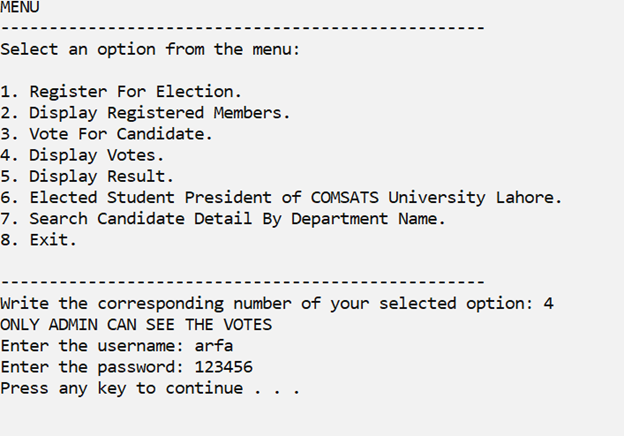 MENU
--------------------------------------------------
Select an option from the menu:
1. Register For Election.
2. Display Registered Members.
3. Vote For Candidate.
4. Display Votes.
5. Display Result.
6. Elected Student President of COMSATS University Lahore.
7. Search Candidate Detail By Department Name.
8. Exit.
--------------------------------------------------
Write the corresponding number of your selected option: 4
ONLY ADMIN CAN SEE THE VOTES
Enter the username: arfa
Enter the password: 123456
Press any key to continue . . .